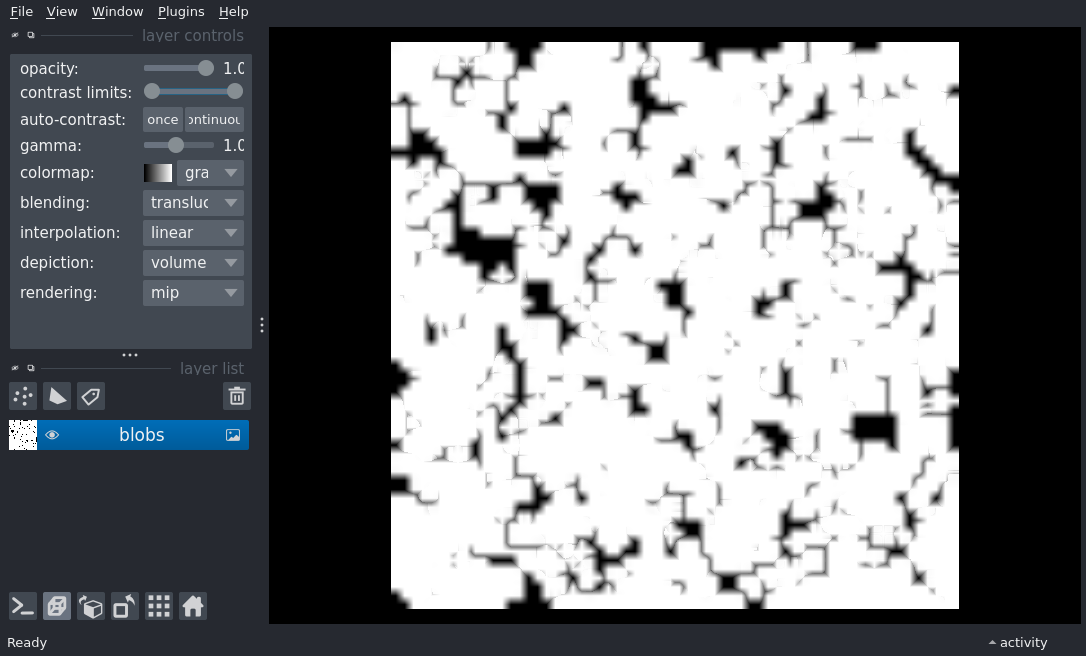 File View Window Plugins Help
layer controls
opacity: 1.0
contrast limits:
auto-contrast: once ontinuou
gamma: 1.0
colormap: gra
blending: transluc
interpolation: linear
depiction: volume
rendering: mip
layer list
blobs
Ready activity